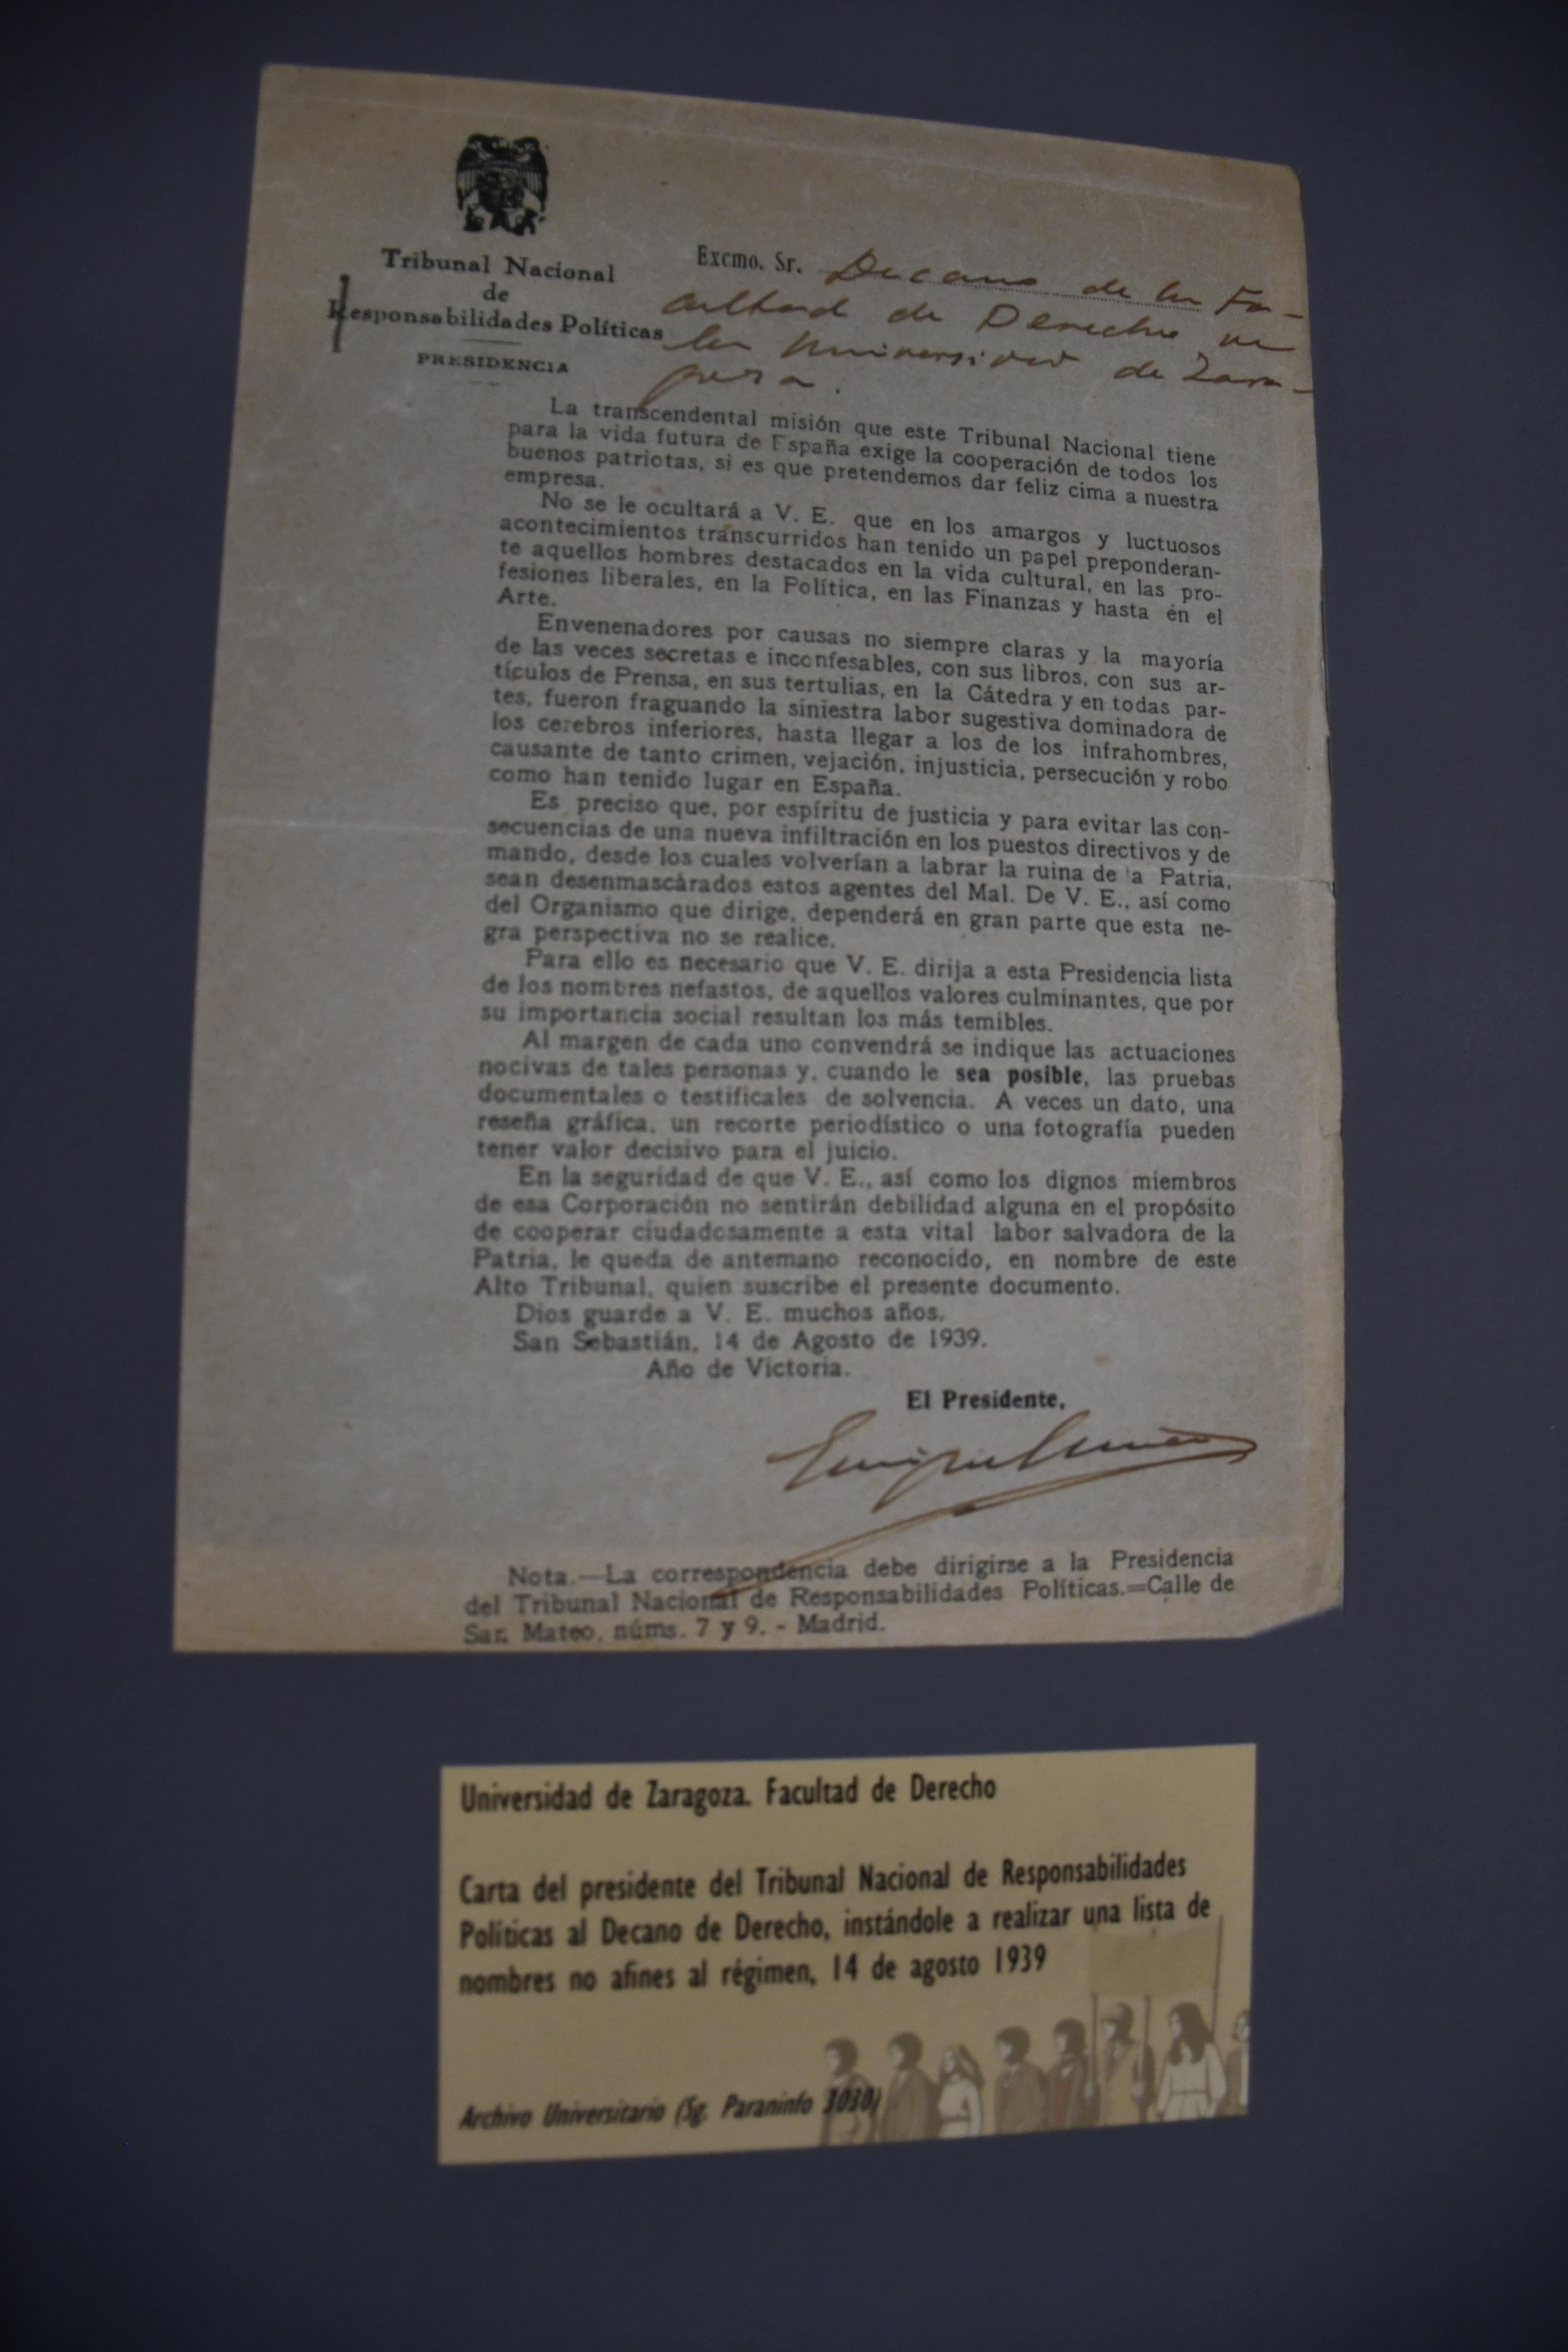 Tribunal Nacional
de
Responsabilidades Políticas
PRESIDENCIA
Excmo. Sr. Decano de la Fa-
cultad de Derecho de
la Universidad de Zara-
goza.
La transcendental misión que este Tribunal Nacional tiene
para la vida futura de España exige la cooperación de todos los
buenos patriotas, si es que pretendemos dar feliz cima a nuestra
empresa.
No se le ocultará a V. E. que en los amargos y luctuosos
acontecimientos transcurridos han tenido un papel preponderan-
te aquellos hombres destacados en la vida cultural, en las pro-
fesiones liberales, en la Política, en las Finanzas y hasta en el
Arte.
Envenenadores por causas no siempre claras y la mayoría
de las veces secretas e inconfesables, con sus libros, con sus ar-
tículos de Prensa, en sus tertulias, en la Cátedra y en todas par-
tes, fueron fraguando la siniestra labor sugestiva dominadora de
los cerebros inferiores, hasta llegar a los de los infrahombres,
causante de tanto crimen, vejación, injusticia, persecución y robo
como han tenido lugar en España.
Es preciso que, por espíritu de justicia y para evitar las con-
secuencias de una nueva infiltración en los puestos directivos y de
mando, desde los cuales volverían a labrar la ruina de la Patria,
sean desenmascarados estos agentes del Mal. De V. E., así como
del Organismo que dirige, dependerá en gran parte que esta ne-
gra perspectiva no se realice.
Para ello es necesario que V. E. dirija a esta Presidencia lista
de los nombres nefastos, de aquellos valores culminantes, que por
su importancia social resultan los más temibles.
Al margen de cada uno convendrá se indique las actuaciones
nocivas de tales personas y, cuando le sea posible, las pruebas
documentales o testificales de solvencia. A veces un dato, una
reseña gráfica, un recorte periodístico o una fotografía pueden
tener valor decisivo para el juicio.
En la seguridad de que V. E., así como los dignos miembros
de esa Corporación no sentirán debilidad alguna en el propósito
de cooperar ciudadosamente a esta vital labor salvadora de la
Patria, le queda de antemano reconocido, en nombre de este
Alto Tribunal, quien suscribe el presente documento.
Dios guarde a V. E. muchos años.
San Sebastián, 14 de Agosto de 1939.
Año de Victoria.
El Presidente,
Nota.—La correspondencia debe dirigirse a la Presidencia
del Tribunal Nacional de Responsabilidades Políticas.=Calle de
San Mateo, núms. 7 y 9. - Madrid.
Universidad de Zaragoza. Facultad de Derecho
Carta del presidente del Tribunal Nacional de Responsabilidades
Políticas al Decano de Derecho, instándole a realizar una lista de
nombres no afines al régimen, 14 de agosto 1939
Archivo Universitario (Sg. Paraninfo 3030)